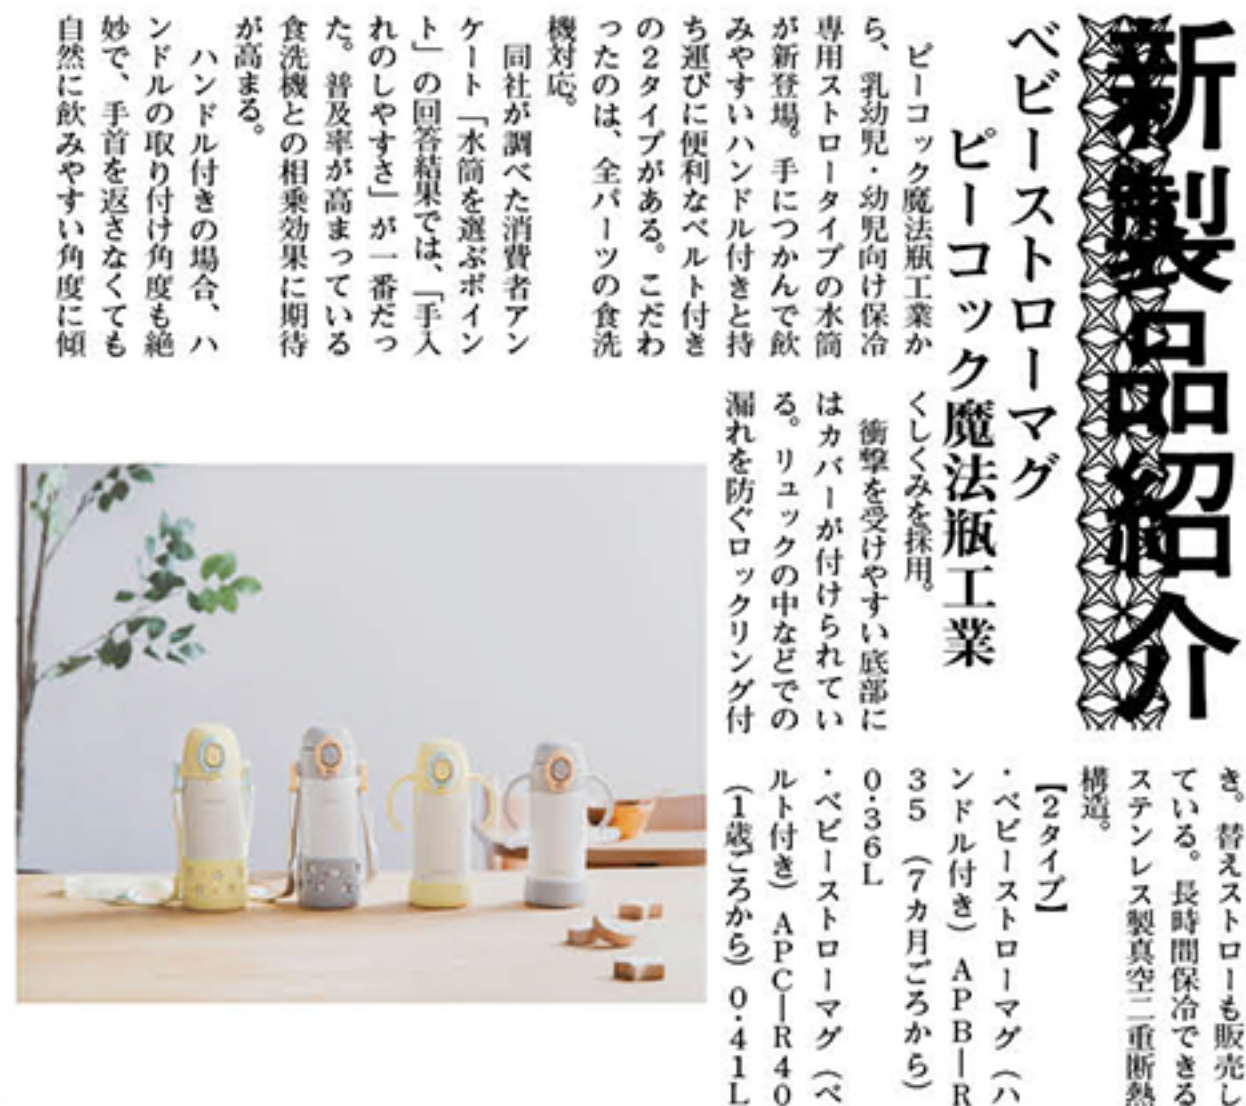 新製品紹介
ベビーストローマグ
ピーコック魔法瓶工業
ピーコック魔法瓶工業か
ら、乳幼児・幼児向け保冷
専用ストロータイプの水筒
が新登場。手につかんで飲
みやすいハンドル付きと持
ち運びに便利なベルト付き
の2タイプがある。こだわ
ったのは、全パーツの食洗
機対応。
同社が調べた消費者アン
ケート「水筒を選ぶポイン
ト」の回答結果では、「手入
れのしやすさ」が一番だっ
た。普及率が高まっている
食洗機との相乗効果に期待
が高まる。
ハンドル付きの場合、ハ
ンドルの取り付け角度も絶
妙で、手首を返さなくても
自然に飲みやすい角度に傾
くしくみを採用。
衝撃を受けやすい底部に
はカバーが付けられてい
る。リュックの中などでの
漏れを防ぐロックリング付
き。替えストローも販売し
ている。長時間保冷できる
ステンレス製真空二重断熱
構造。
【2タイプ】
・ベビーストローマグ（ハ
ンドル付き）APB―R
35（7カ月ごろから）
0・36L
・ベビーストローマグ（ベ
ルト付き）APC―R40
（1歳ごろから）0・41L